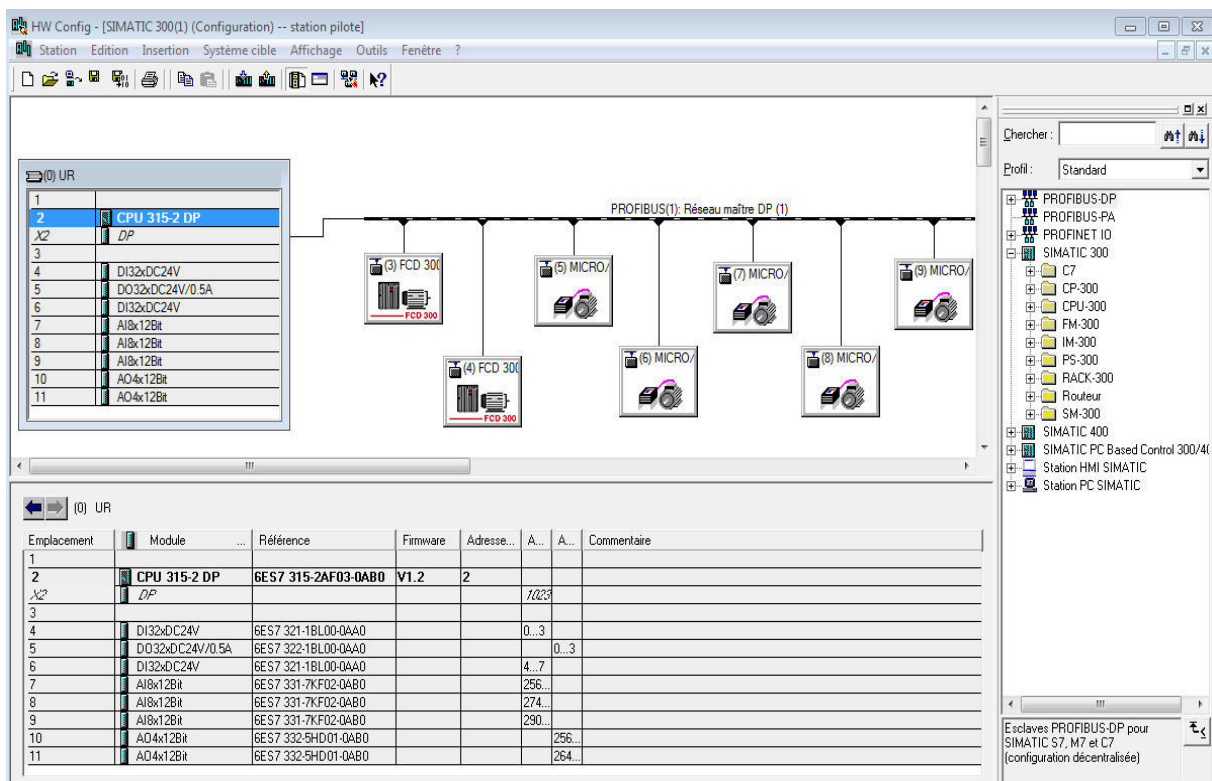 HW Config - [SIMATIC 300(1) (Configuration) -- station pilote]
Station Edition Insertion Système cible Affichage Outils Fenêtre ?
(0) UR
1
2 CPU 315-2 DP
X2 DP
3
4 DI32xDC24V
5 DO32xDC24V/0.5A
6 DI32xDC24V
7 AI8x12Bit
8 AI8x12Bit
9 AI8x12Bit
10 AO4x12Bit
11 AO4x12Bit
PROFIBUS(1): Réseau maître DP (1)
(3) FCD 300
FCD 300
(5) MICRO/
(7) MICRO/
(9) MICRO/
(4) FCD 300
FCD 300
(6) MICRO/
(8) MICRO/
(0) UR
Emplacement Module ... Référence Firmware Adresse... A... A... Commentaire
1
2 CPU 315-2 DP 6ES7 315-2AF03-0AB0 V1.2 2
X2 DP 1023
3
4 DI32xDC24V 6ES7 321-1BL00-0AA0 0...3
5 DO32xDC24V/0.5A 6ES7 322-1BL00-0AA0 0...3
6 DI32xDC24V 6ES7 321-1BL00-0AA0 4...7
7 AI8x12Bit 6ES7 331-7KF02-0AB0 256...
8 AI8x12Bit 6ES7 331-7KF02-0AB0 274...
9 AI8x12Bit 6ES7 331-7KF02-0AB0 290...
10 AO4x12Bit 6ES7 332-5HD01-0AB0 256...
11 AO4x12Bit 6ES7 332-5HD01-0AB0 264...
Chercher :
Profil : Standard
PROFIBUS-DP
PROFIBUS-PA
PROFINET IO
SIMATIC 300
C7
CP-300
CPU-300
FM-300
IM-300
PS-300
RACK-300
Routeur
SM-300
SIMATIC 400
SIMATIC PC Based Control 300/40
Station HMI SIMATIC
Station PC SIMATIC
Esclaves PROFIBUS-DP pour
SIMATIC S7, M7 et C7
(configuration décentralisée)